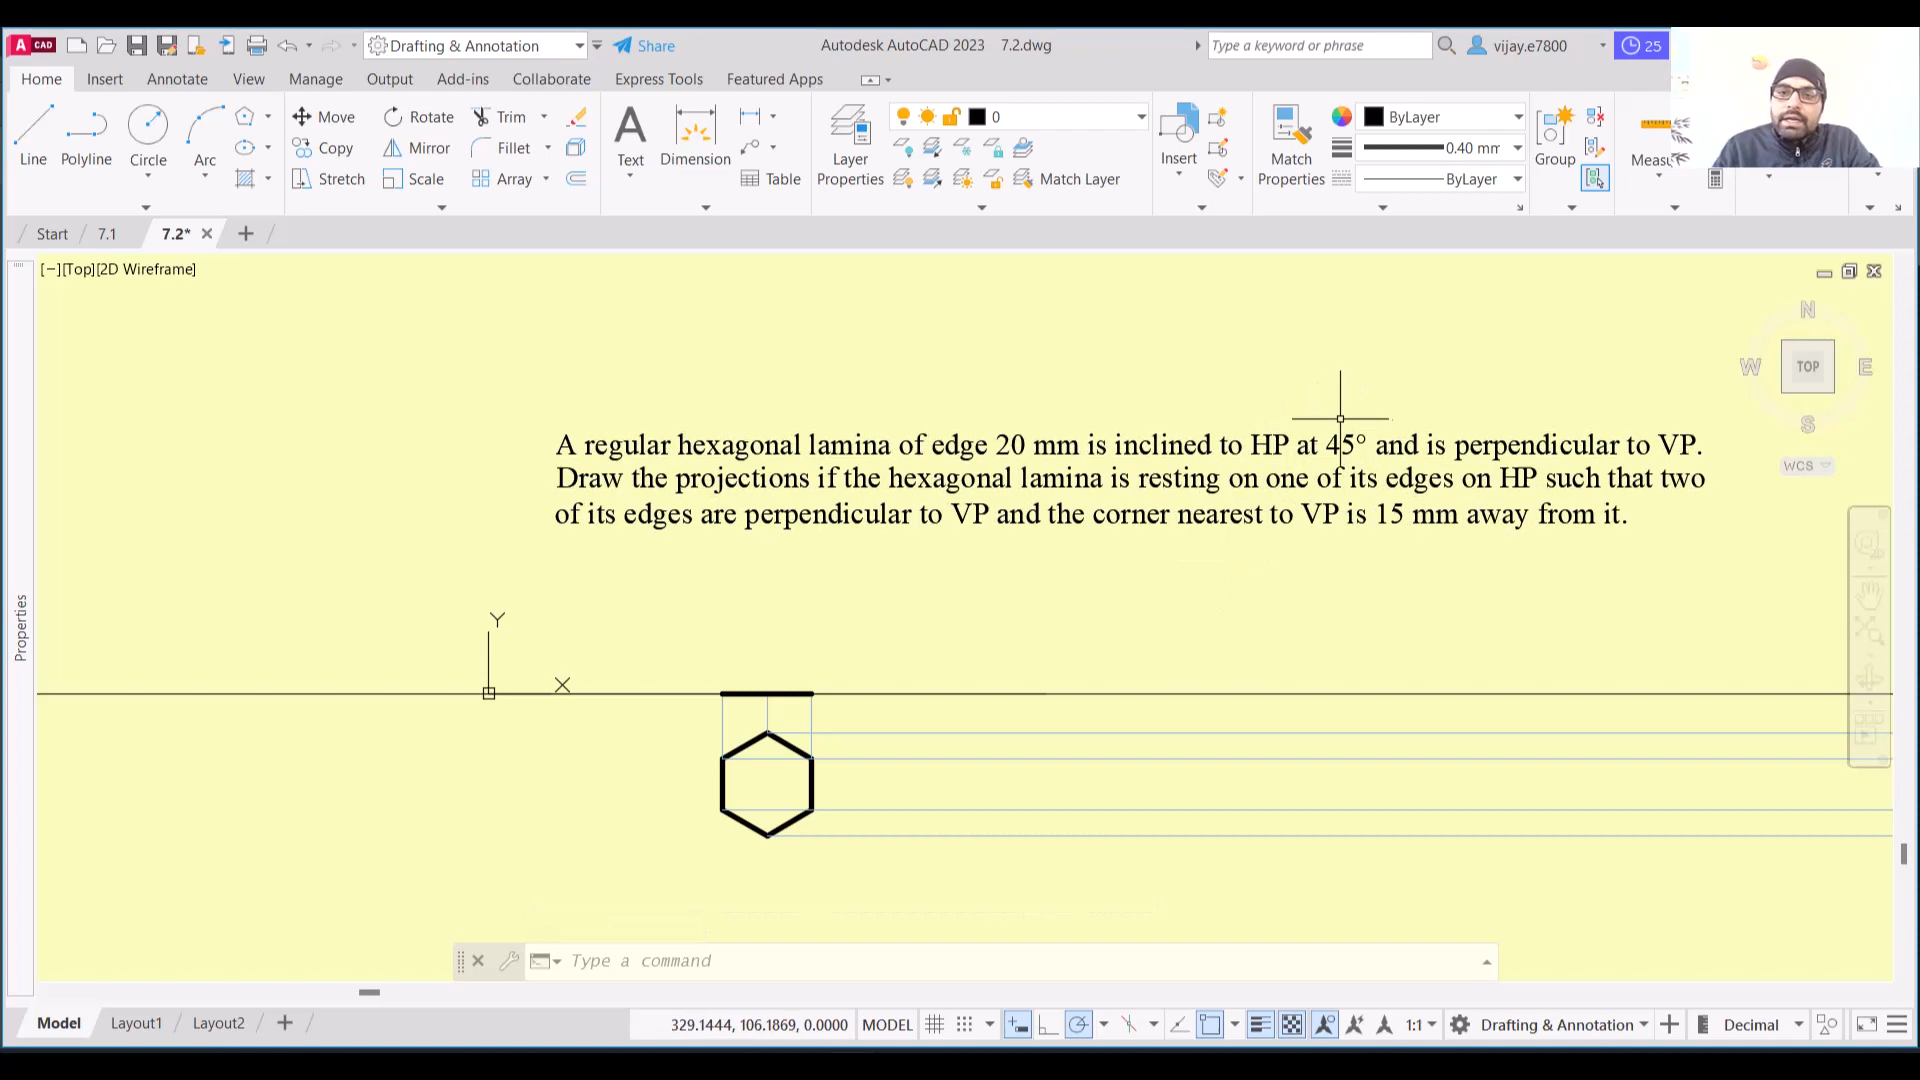 A CAD Drafting & Annotation Share Autodesk AutoCAD 2023 7.2.dwg Type a keyword or phrase vijay.e7800 25
Home Insert Annotate View Manage Output Add-ins Collaborate Express Tools Featured Apps
Line Polyline Circle Arc
Move Rotate Trim
Copy Mirror Fillet
Stretch Scale Array
Text Dimension Table
Layer Properties
0
Match Layer
Insert
Match Properties
ByLayer
0.40 mm
ByLayer
Group
Start 7.1 7.2*
[−][Top][2D Wireframe]
N
W TOP E
S
WCS
A regular hexagonal lamina of edge 20 mm is inclined to HP at 45° and is perpendicular to VP.
Draw the projections if the hexagonal lamina is resting on one of its edges on HP such that two
of its edges are perpendicular to VP and the corner nearest to VP is 15 mm away from it.
Properties
Y
X
Type a command
Model Layout1 Layout2
329.1444, 106.1869, 0.0000 MODEL 1:1 Drafting & Annotation Decimal